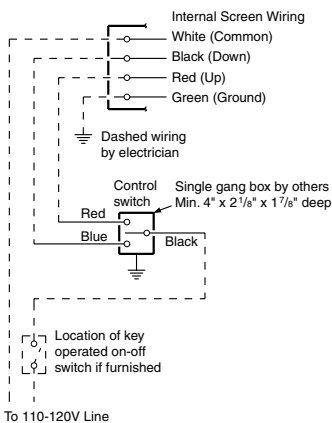 Internal Screen Wiring
White (Common)
Black (Down)
Red (Up)
Green (Ground)
Dashed wiring
by electrician
Control
switch
Single gang box by others
Min. 4" x 2 1/8" x 1 7/8" deep
Red
Blue
Black
Location of key
operated on-off
switch if furnished
To 110-120V Line